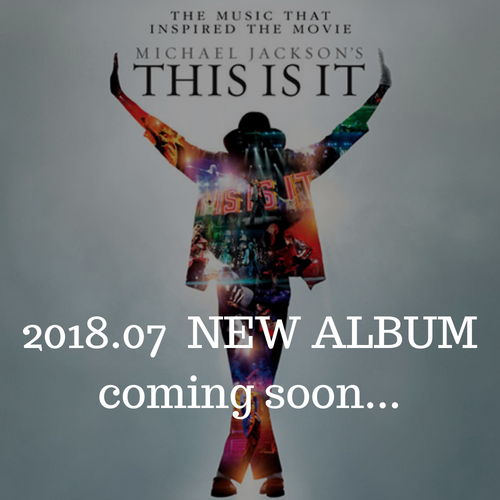 THE MUSIC THAT
INSPIRED THE MOVIE
MICHAEL JACKSON'S
THIS IS IT
THIS IS IT
2018.07 NEW ALBUM
coming soon...